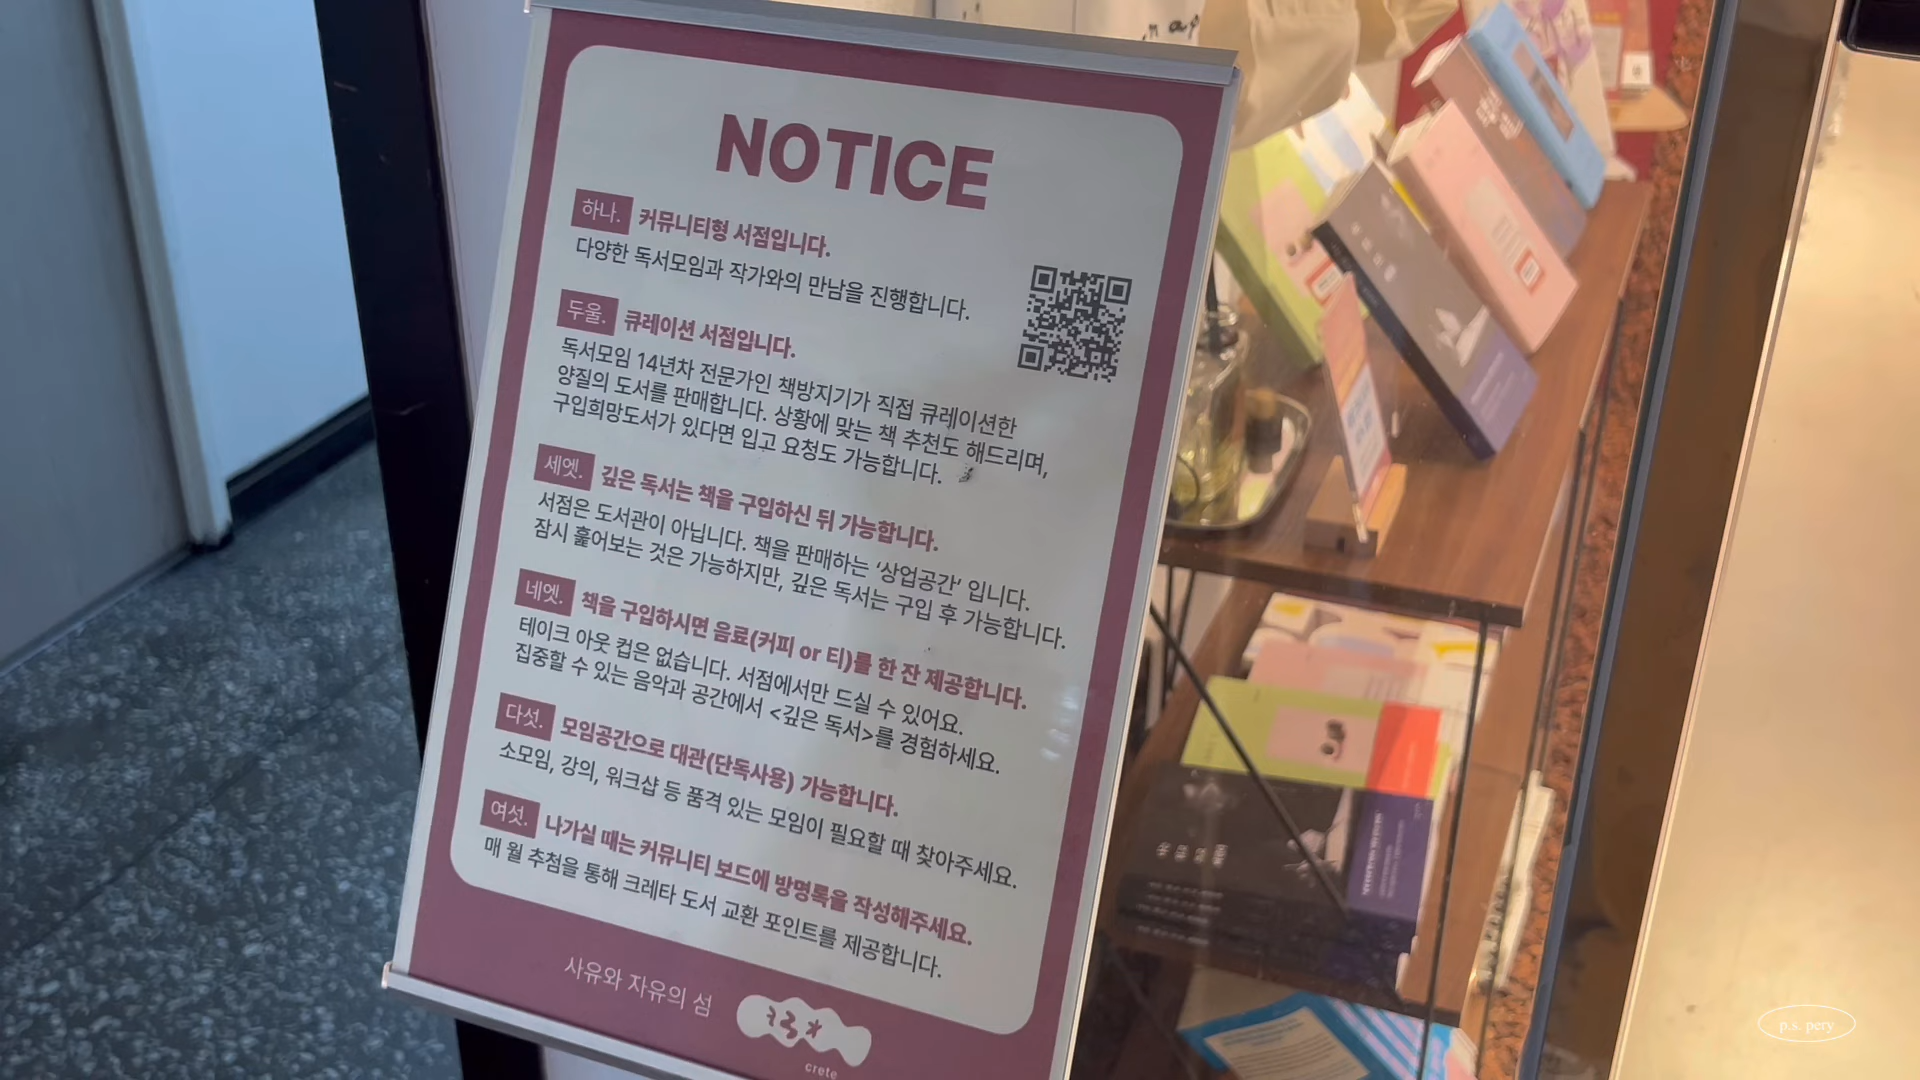 NOTICE
하나. 커뮤니티형 서점입니다.
다양한 독서모임과 작가와의 만남을 진행합니다.
두울. 큐레이션 서점입니다.
독서모임 14년차 전문가인 책방지기가 직접 큐레이션한
양질의 도서를 판매합니다. 상황에 맞는 책 추천도 해드리며,
구입희망도서가 있다면 입고 요청도 가능합니다.
세엣. 깊은 독서는 책을 구입하신 뒤 가능합니다.
서점은 도서관이 아닙니다. 책을 판매하는 '상업공간' 입니다.
잠시 훑어보는 것은 가능하지만, 깊은 독서는 구입 후 가능합니다.
네엣. 책을 구입하시면 음료(커피 or 티)를 한 잔 제공합니다.
테이크 아웃 컵은 없습니다. 서점에서만 드실 수 있어요.
집중할 수 있는 음악과 공간에서 <깊은 독서>를 경험하세요.
다섯. 모임공간으로 대관(단독사용) 가능합니다.
소모임, 강의, 워크샵 등 품격 있는 모임이 필요할 때 찾아주세요.
여섯. 나가실 때는 커뮤니티 보드에 방명록을 작성해주세요.
매 월 추첨을 통해 크레타 도서 교환 포인트를 제공합니다.
사유와 자유의 섬
크레타
crete
p.s. pery